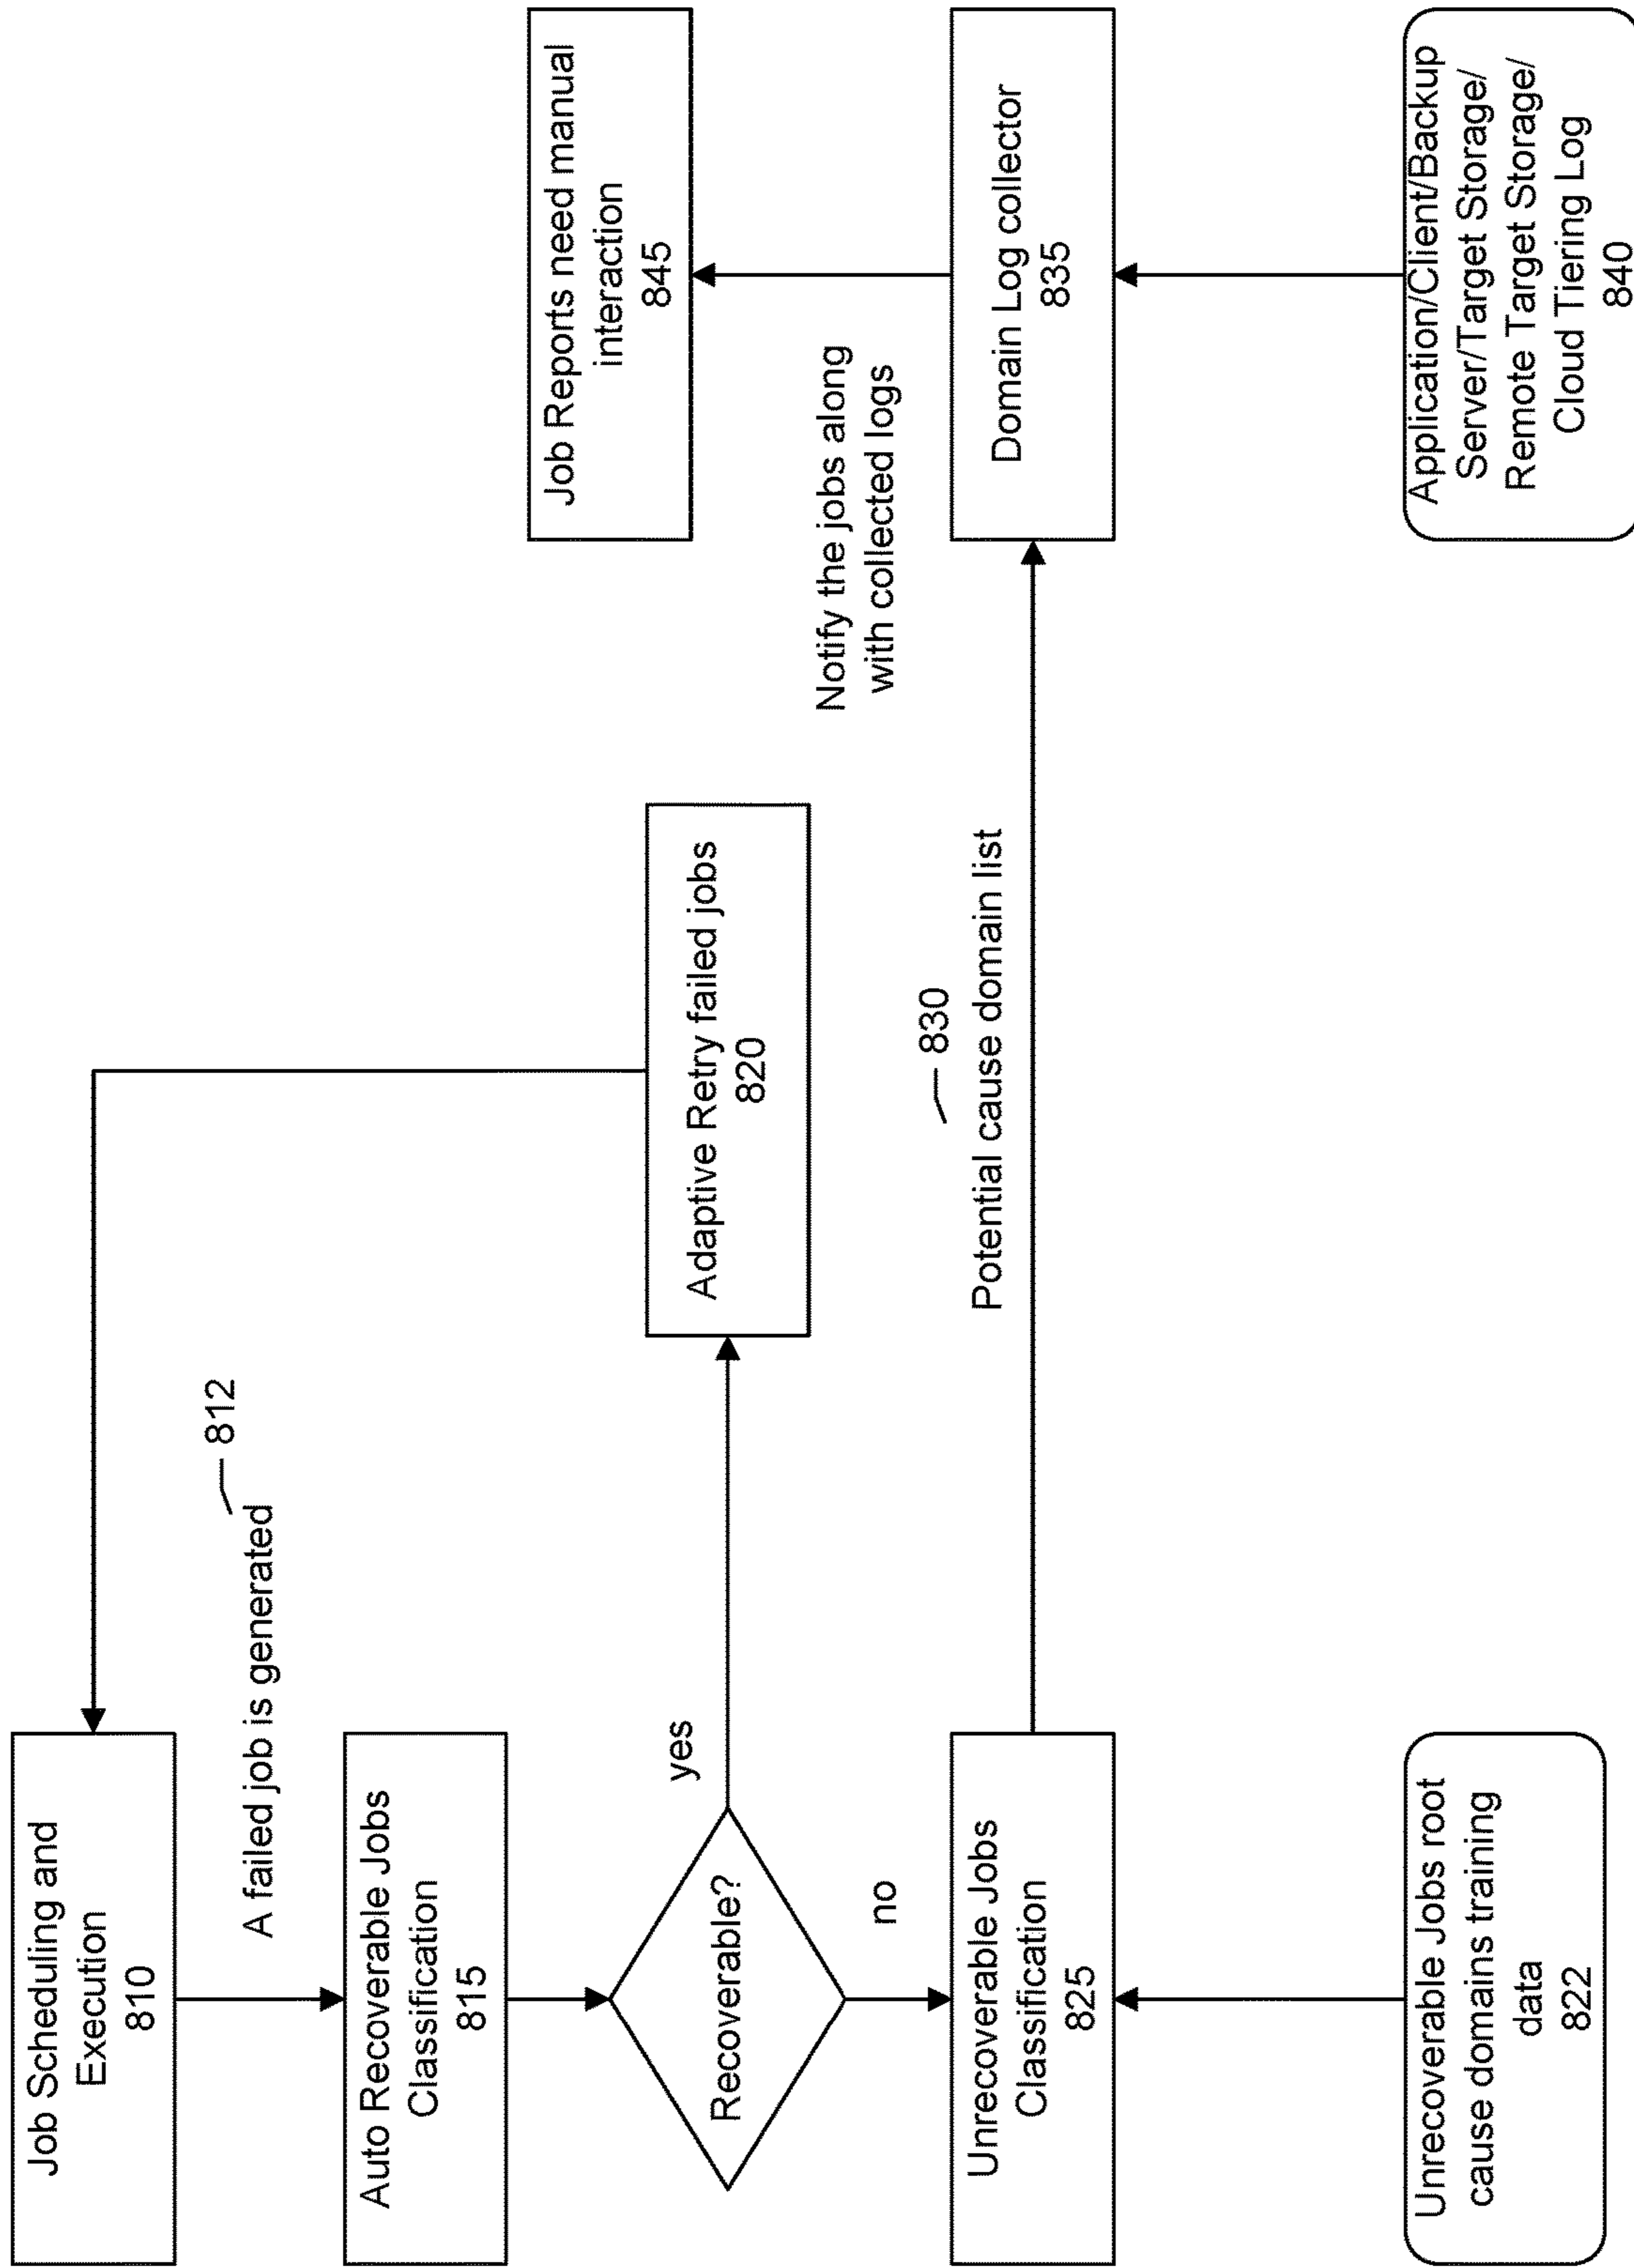 Job Scheduling and
Execution
810
A failed job is generated
812
Auto Recoverable Jobs
Classification
815
Recoverable?
yes
no
Adaptive Retry failed jobs
820
Unrecoverable Jobs
Classification
825
Unrecoverable Jobs root
cause domains training
data
822
830
Potential cause domain list
Job Reports need manual
interaction
845
Notify the jobs along
with collected logs
Domain Log collector
835
Application/Client/Backup
Server/Target Storage/
Remote Target Storage/
Cloud Tiering Log
840